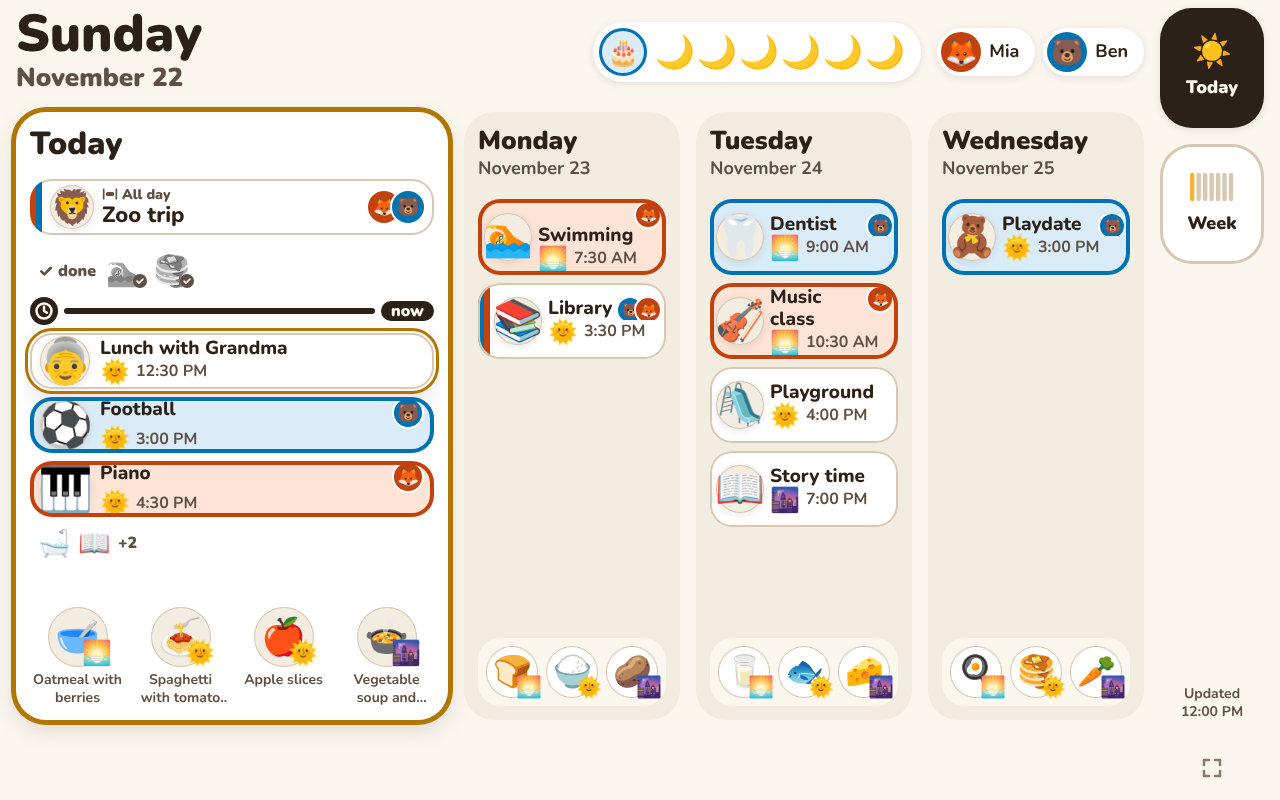 Sunday
November 22
Mia
Ben
Today
Week
Today
All day
Zoo trip
done
now
Lunch with Grandma
12:30 PM
Football
3:00 PM
Piano
4:30 PM
+2
Oatmeal with
berries
Spaghetti
with tomato..
Apple slices
Vegetable
soup and...
Monday
November 23
Swimming
7:30 AM
Library
3:30 PM
Tuesday
November 24
Dentist
9:00 AM
Music
class
10:30 AM
Playground
4:00 PM
Story time
7:00 PM
Wednesday
November 25
Playdate
3:00 PM
Updated
12:00 PM